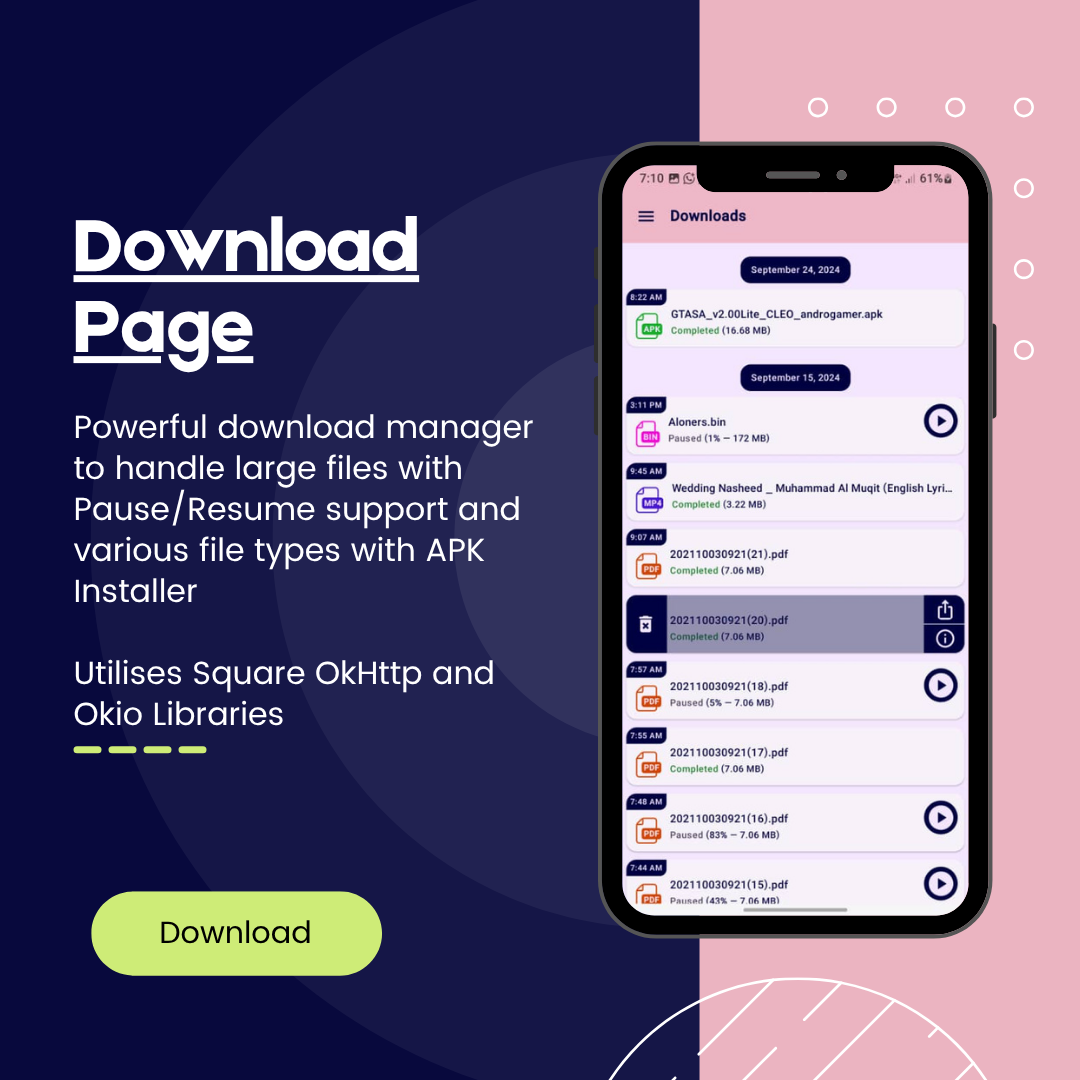 Download
Page
Powerful download manager
to handle large files with
Pause/Resume support and
various file types with APK
Installer
Utilises Square OkHttp and
Okio Libraries
Download
7:10
61%
Downloads
September 24, 2024
8:22 AM
GTASA_v2.00Lite_CLEO_androgamer.apk
APK
Completed (16.68 MB)
September 15, 2024
3:11 PM
Aloners.bin
BIN
Paused (1% — 172 MB)
9:45 AM
Wedding Nasheed _ Muhammad Al Muqit (English Lyri...
MP4
Completed (3.22 MB)
9:07 AM
202110030921(21).pdf
PDF
Completed (7.06 MB)
202110030921(20).pdf
Completed (7.06 MB)
7:57 AM
202110030921(18).pdf
PDF
Paused (5% — 7.06 MB)
7:55 AM
202110030921(17).pdf
PDF
Completed (7.06 MB)
7:48 AM
202110030921(16).pdf
PDF
Paused (83% — 7.06 MB)
7:44 AM
202110030921(15).pdf
PDF
Paused (43% — 7.06 MB)